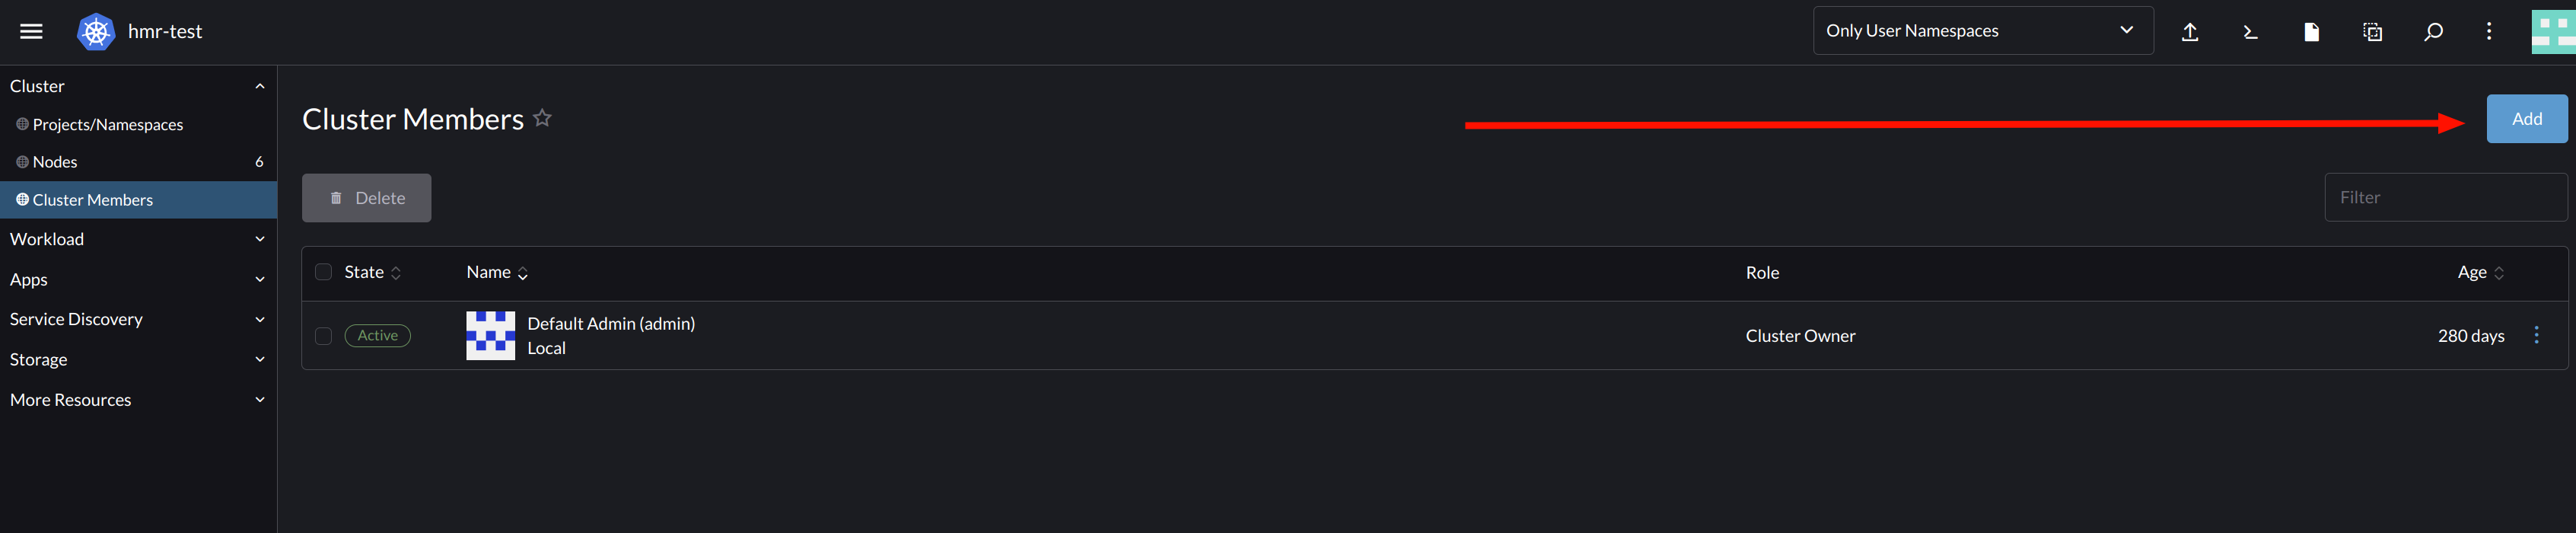 hmr-test
Only User Namespaces
Cluster
Projects/Namespaces
Nodes 6
Cluster Members
Workload
Apps
Service Discovery
Storage
More Resources
Cluster Members
Add
Delete
Filter
State Name Role Age
Active Default Admin (admin) Cluster Owner 280 days
Local